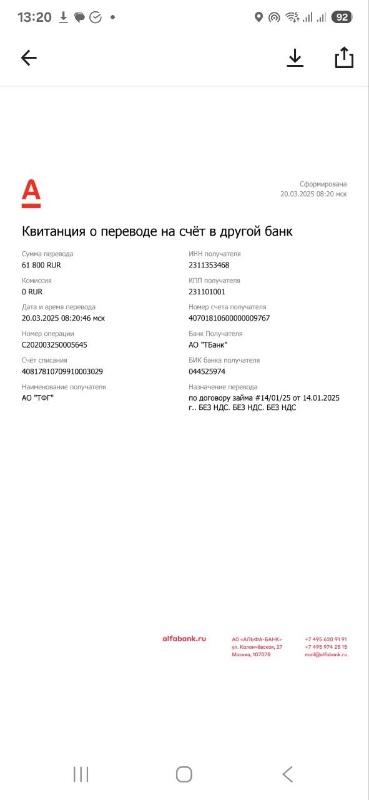 13:20
92
А
Сформирована
20.03.2025 08:20 мск
Квитанция о переводе на счёт в другой банк
Сумма перевода
61 800 RUR
Комиссия
0 RUR
Дата и время перевода
20.03.2025 08:20:46 мск
Номер операции
C202003250005645
Счёт списания
40817810709910003029
Наименование получателя
АО "ТФГ"
ИНН получателя
2311353468
КПП получателя
231101001
Номер счета получателя
40701810600000009767
Банк Получателя
АО "ТБанк"
БИК банка получателя
044525974
Назначение перевода
по договору займа #14/01/25 от 14.01.2025
г.. БЕЗ НДС. БЕЗ НДС. БЕЗ НДС
alfabank.ru
АО «АЛЬФА-БАНК»
ул. Каланчёвская, 27
Москва, 107078
+7 495 620 91 91
+7 495 974 25 15
mail@alfabank.ru